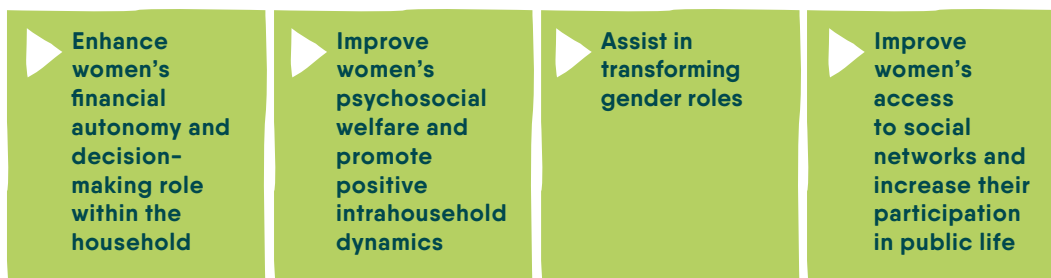 Enhance
women's
financial
autonomy and
decision-
making role
within the
household
Improve
women's
psychosocial
welfare and
promote
positive
intrahousehold
dynamics
Assist in
transforming
gender roles
Improve
women's
access
to social
networks and
increase their
participation
in public life